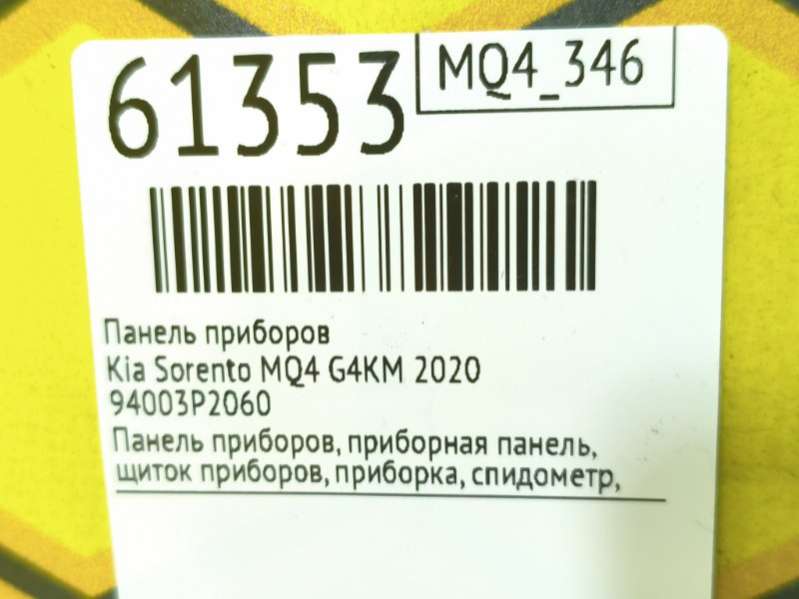 61353
MQ4_346
Панель приборов
Kia Sorento MQ4 G4KM 2020
94003P2060
Панель приборов, приборная панель,
щиток приборов, приборка, спидометр,